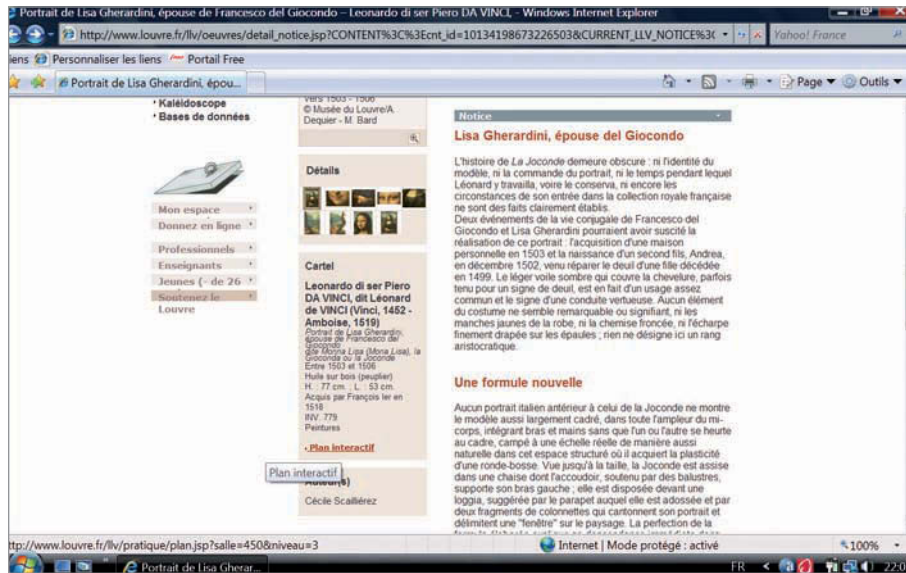 Portrait de Lisa Gherardini, épouse de Francesco del Giocondo – Leonardo di ser Piero DA VINCI, - Windows Internet Explorer
http://www.louvre.fr/llv/oeuvres/detail_notice.jsp?CONTENT%3C%3Ecnt_id=10134198673226503&CURRENT_LLV_NOTICE%3(
Yahoo! France
iens
Personnaliser les liens
Portail Free
Portrait de Lisa Gherardini, épou...
Page
Outils
Kaléidoscope
Bases de données
Mon espace
Donnez en ligne
Professionnels
Enseignants
Jeunes (- de 26
Soutenez le
Louvre
vers 1503 - 1506
© Musée du Louvre/A.
Dequier - M. Bard
Détails
Cartel
Leonardo di ser Piero
DA VINCI, dit Léonard
de VINCI (Vinci, 1452 -
Amboise, 1519)
Portrait de Lisa Gherardini,
épouse de Francesco del
Giocondo
dite Monna Lisa (Mona Lisa), la
Gioconda ou la Joconde
Entre 1503 et 1506
Huile sur bois (peuplier)
H. : 77 cm. ; L. : 53 cm.
Acquis par François Ier en
1518
INV. 779
Peintures
Plan interactif
Plan interactif
Auteur(s)
Cécile Scailliérez
Notice
Lisa Gherardini, épouse del Giocondo
L'histoire de La Joconde demeure obscure : ni l'identité du
modèle, ni la commande du portrait, ni le temps pendant lequel
Léonard y travailla, voire le conserva, ni encore les
circonstances de son entrée dans la collection royale française
ne sont des faits clairement établis.
Deux événements de la vie conjugale de Francesco del
Giocondo et Lisa Gherardini pourraient avoir suscité la
réalisation de ce portrait : l'acquisition d'une maison
personnelle en 1503 et la naissance d'un second fils, Andrea,
en décembre 1502, venu réparer le deuil d'une fille décédée
en 1499. Le léger voile sombre qui couvre la chevelure, parfois
tenu pour un signe de deuil, est en fait d'un usage assez
commun et le signe d'une conduite vertueuse. Aucun élément
du costume ne semble remarquable ou signifiant, ni les
manches jaunes de la robe, ni la chemise froncée, ni l'écharpe
finement drapée sur les épaules ; rien ne désigne ici un rang
aristocratique.
Une formule nouvelle
Aucun portrait italien antérieur à celui de la Joconde ne montre
le modèle aussi largement cadré, dans toute l'ampleur du mi-
corps, intégrant bras et mains sans que l'un ou l'autre se heurte
au cadre, campé à une échelle réelle de manière aussi
naturelle dans cet espace structuré où il acquiert la plasticité
d'une ronde-bosse. Vue jusqu'à la taille, la Joconde est assise
dans une chaise dont l'accoudoir, soutenu par des balustres,
supporte son bras gauche ; elle est disposée devant une
loggia, suggérée par le parapet auquel elle est adossée et par
deux fragments de colonnettes qui cantonnent son portrait et
délimitent une "fenêtre" sur le paysage. La perfection de la
ttp://www.louvre.fr/llv/pratique/plan.jsp?salle=450&niveau=3
Internet | Mode protégé : activé
100%
Portrait de Lisa Gherar...
FR
22:0